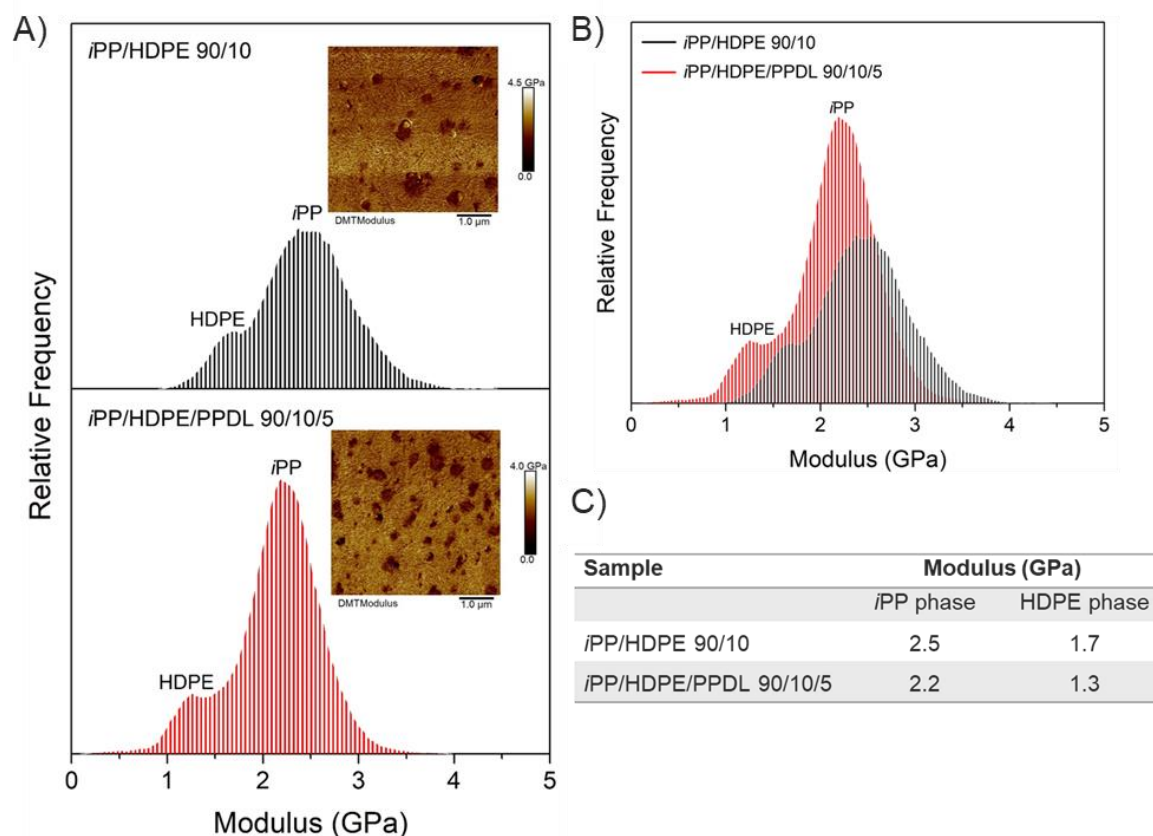 A)
iPP/HDPE 90/10
4.5 GPa
0.0
DMTModulus
1.0 µm
iPP
HDPE
iPP/HDPE/PPDL 90/10/5
4.0 GPa
0.0
DMTModulus
1.0 µm
iPP
HDPE
Relative Frequency
0 1 2 3 4 5
Modulus (GPa)
B)
iPP/HDPE 90/10
iPP/HDPE/PPDL 90/10/5
iPP
HDPE
Relative Frequency
0 1 2 3 4 5
Modulus (GPa)
C)
Sample Modulus (GPa)
iPP phase HDPE phase
iPP/HDPE 90/10 2.5 1.7
iPP/HDPE/PPDL 90/10/5 2.2 1.3